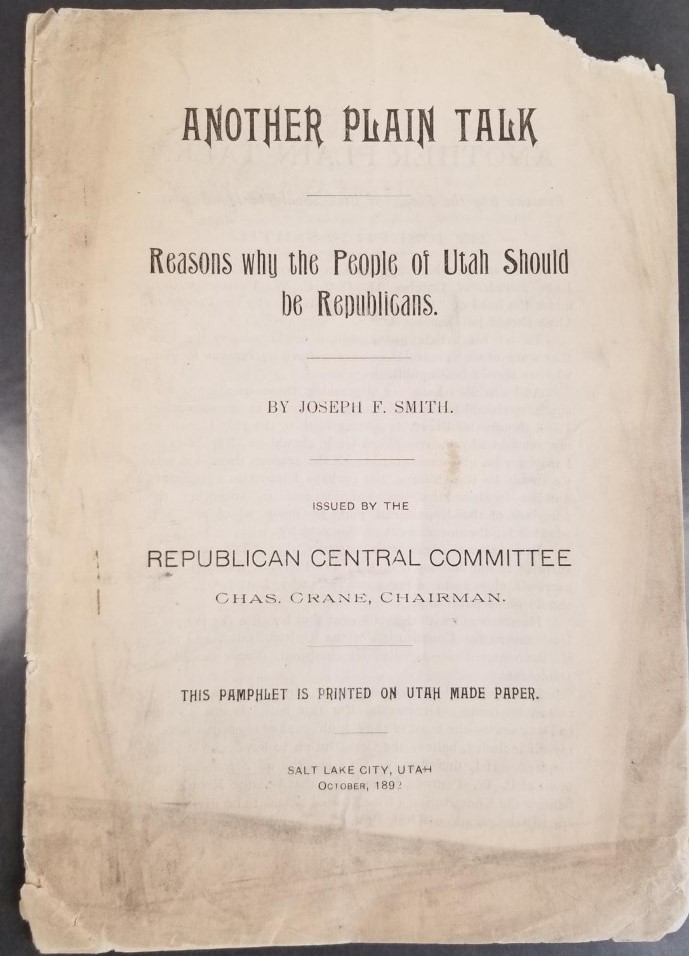 ANOTHER PLAIN TALK
Reasons why the People of Utah Should
be Republicans.
BY JOSEPH F. SMITH.
ISSUED BY THE
REPUBLICAN CENTRAL COMMITTEE
CHAS. CRANE, CHAIRMAN.
THIS PAMPHLET IS PRINTED ON UTAH MADE PAPER.
SALT LAKE CITY, UTAH
OCTOBER, 1892